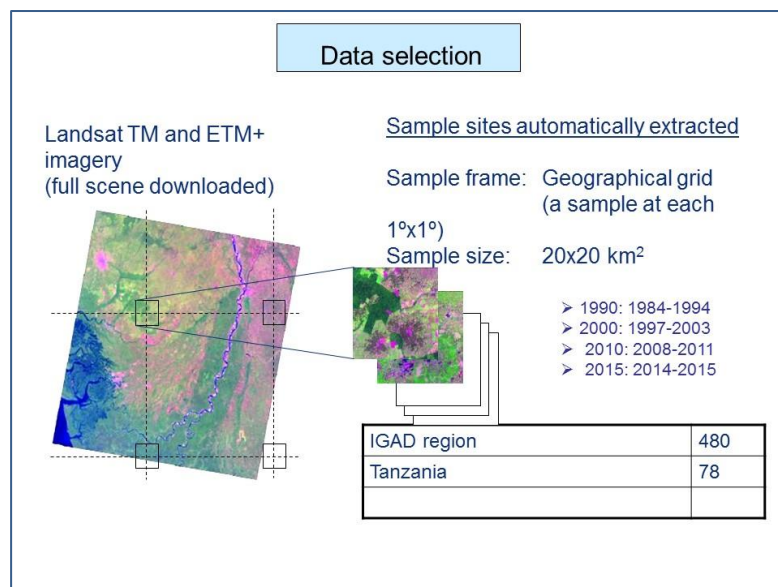 Data selection
Landsat TM and ETM+
imagery
(full scene downloaded)
Sample sites automatically extracted
Sample frame: Geographical grid
(a sample at each
1ºx1º)
Sample size: 20x20 km²
➢ 1990: 1984-1994
➢ 2000: 1997-2003
➢ 2010: 2008-2011
➢ 2015: 2014-2015
IGAD region 480
Tanzania 78